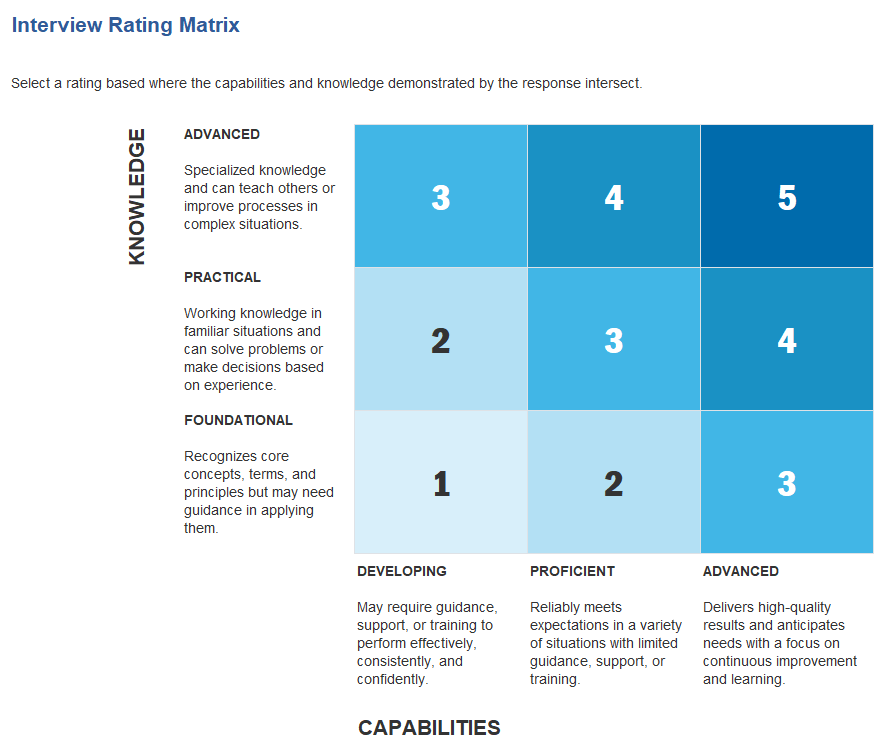 Interview Rating Matrix
Select a rating based where the capabilities and knowledge demonstrated by the response intersect.
KNOWLEDGE
ADVANCED
Specialized knowledge
and can teach others or
improve processes in
complex situations.
3
4
5
PRACTICAL
Working knowledge in
familiar situations and
can solve problems or
make decisions based
on experience.
2
3
4
FOUNDATIONAL
Recognizes core
concepts, terms, and
principles but may need
guidance in applying
them.
1
2
3
DEVELOPING
May require guidance,
support, or training to
perform effectively,
consistently, and
confidently.
PROFICIENT
Reliably meets
expectations in a variety
of situations with limited
guidance, support, or
training.
ADVANCED
Delivers high-quality
results and anticipates
needs with a focus on
continuous improvement
and learning.
CAPABILITIES